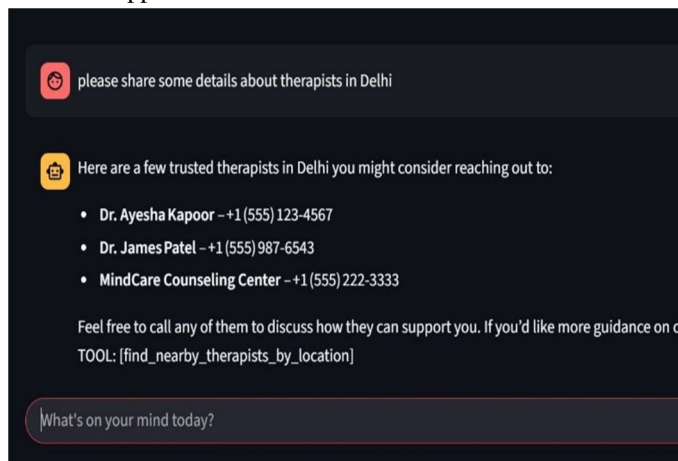 please share some details about therapists in Delhi
Here are a few trusted therapists in Delhi you might consider reaching out to:
• Dr. Ayesha Kapoor – +1 (555) 123-4567
• Dr. James Patel – +1 (555) 987-6543
• MindCare Counseling Center – +1 (555) 222-3333
Feel free to call any of them to discuss how they can support you. If you'd like more guidance on
TOOL: [find_nearby_therapists_by_location]
What's on your mind today?